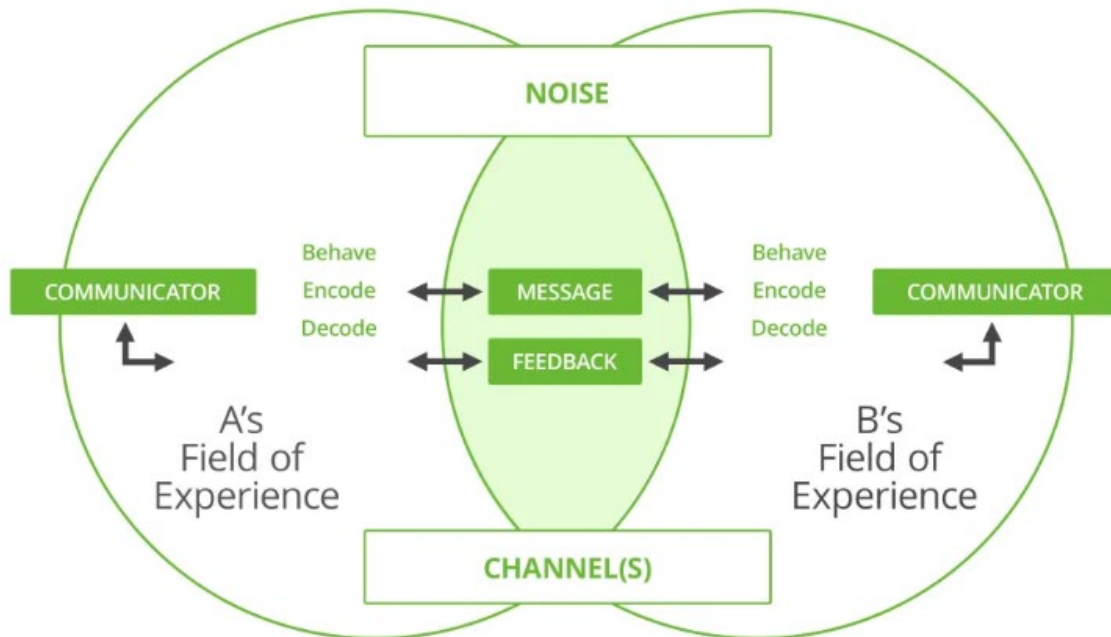 NOISE
Behave
Encode
Decode
COMMUNICATOR
MESSAGE
FEEDBACK
Behave
Encode
Decode
COMMUNICATOR
A's
Field of
Experience
B's
Field of
Experience
CHANNEL(S)